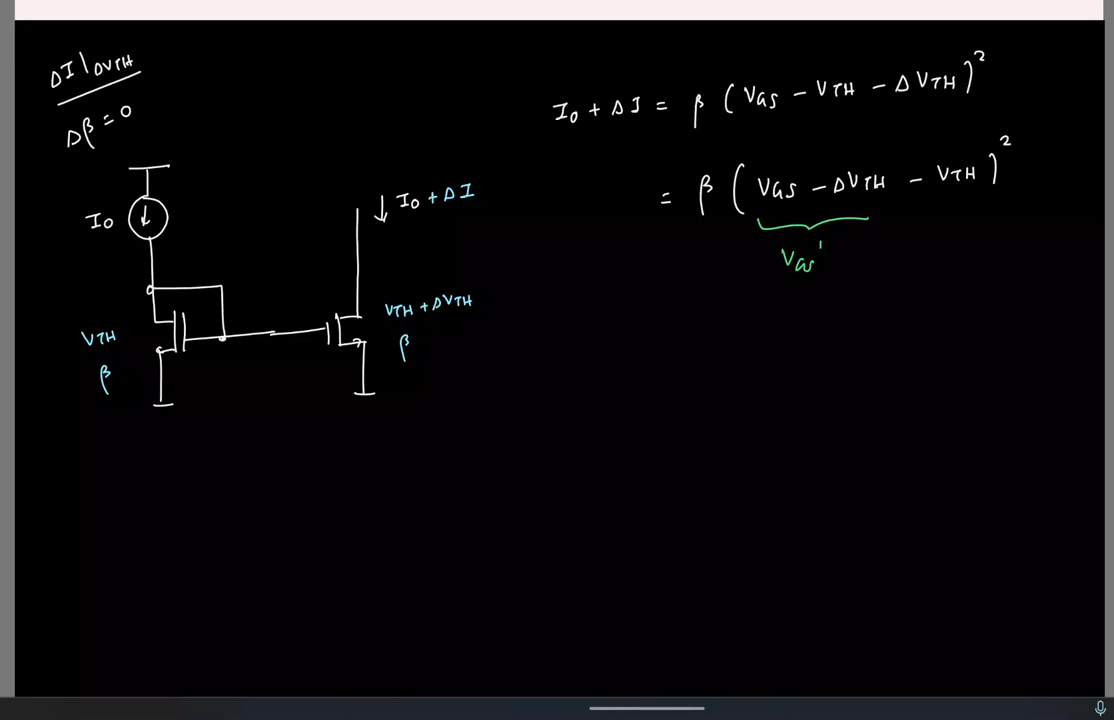 ΔI|ΔVTH
Δβ = 0
I0 + ΔI = β (VGS - VTH - ΔVTH)²
= β (VGS - ΔVTH - VTH)²
VGS'
I0
I0 + ΔI
VTH
β
VTH + ΔVTH
β